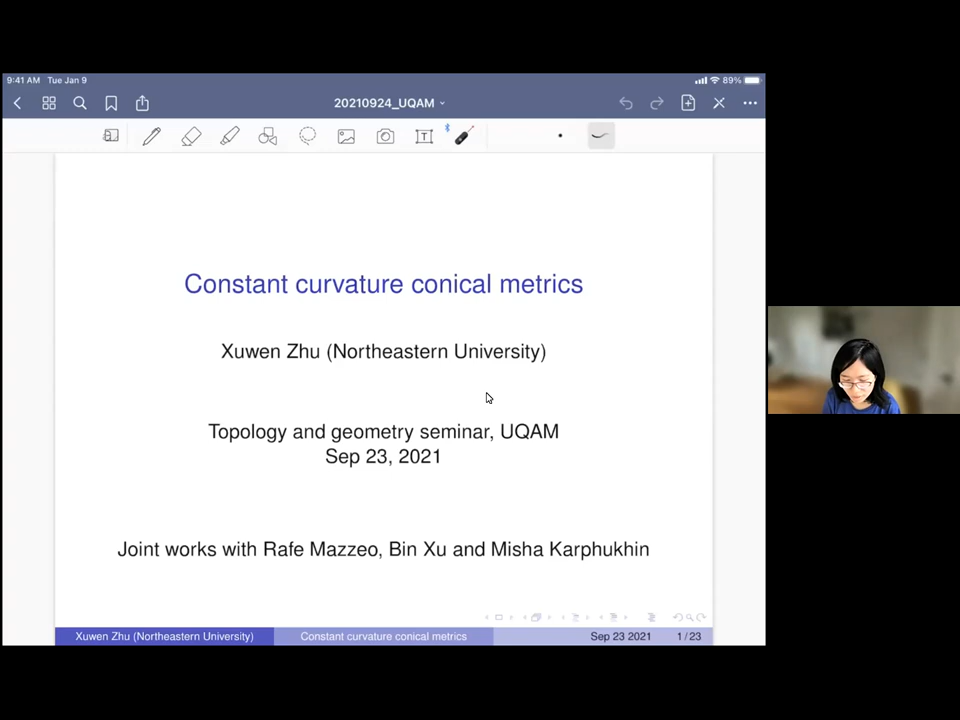 9:41 AM Tue Jan 9
89%
20210924_UQAM
T
Constant curvature conical metrics
Xuwen Zhu (Northeastern University)
Topology and geometry seminar, UQAM
Sep 23, 2021
Joint works with Rafe Mazzeo, Bin Xu and Misha Karphukhin
Xuwen Zhu (Northeastern University) Constant curvature conical metrics Sep 23 2021 1 / 23